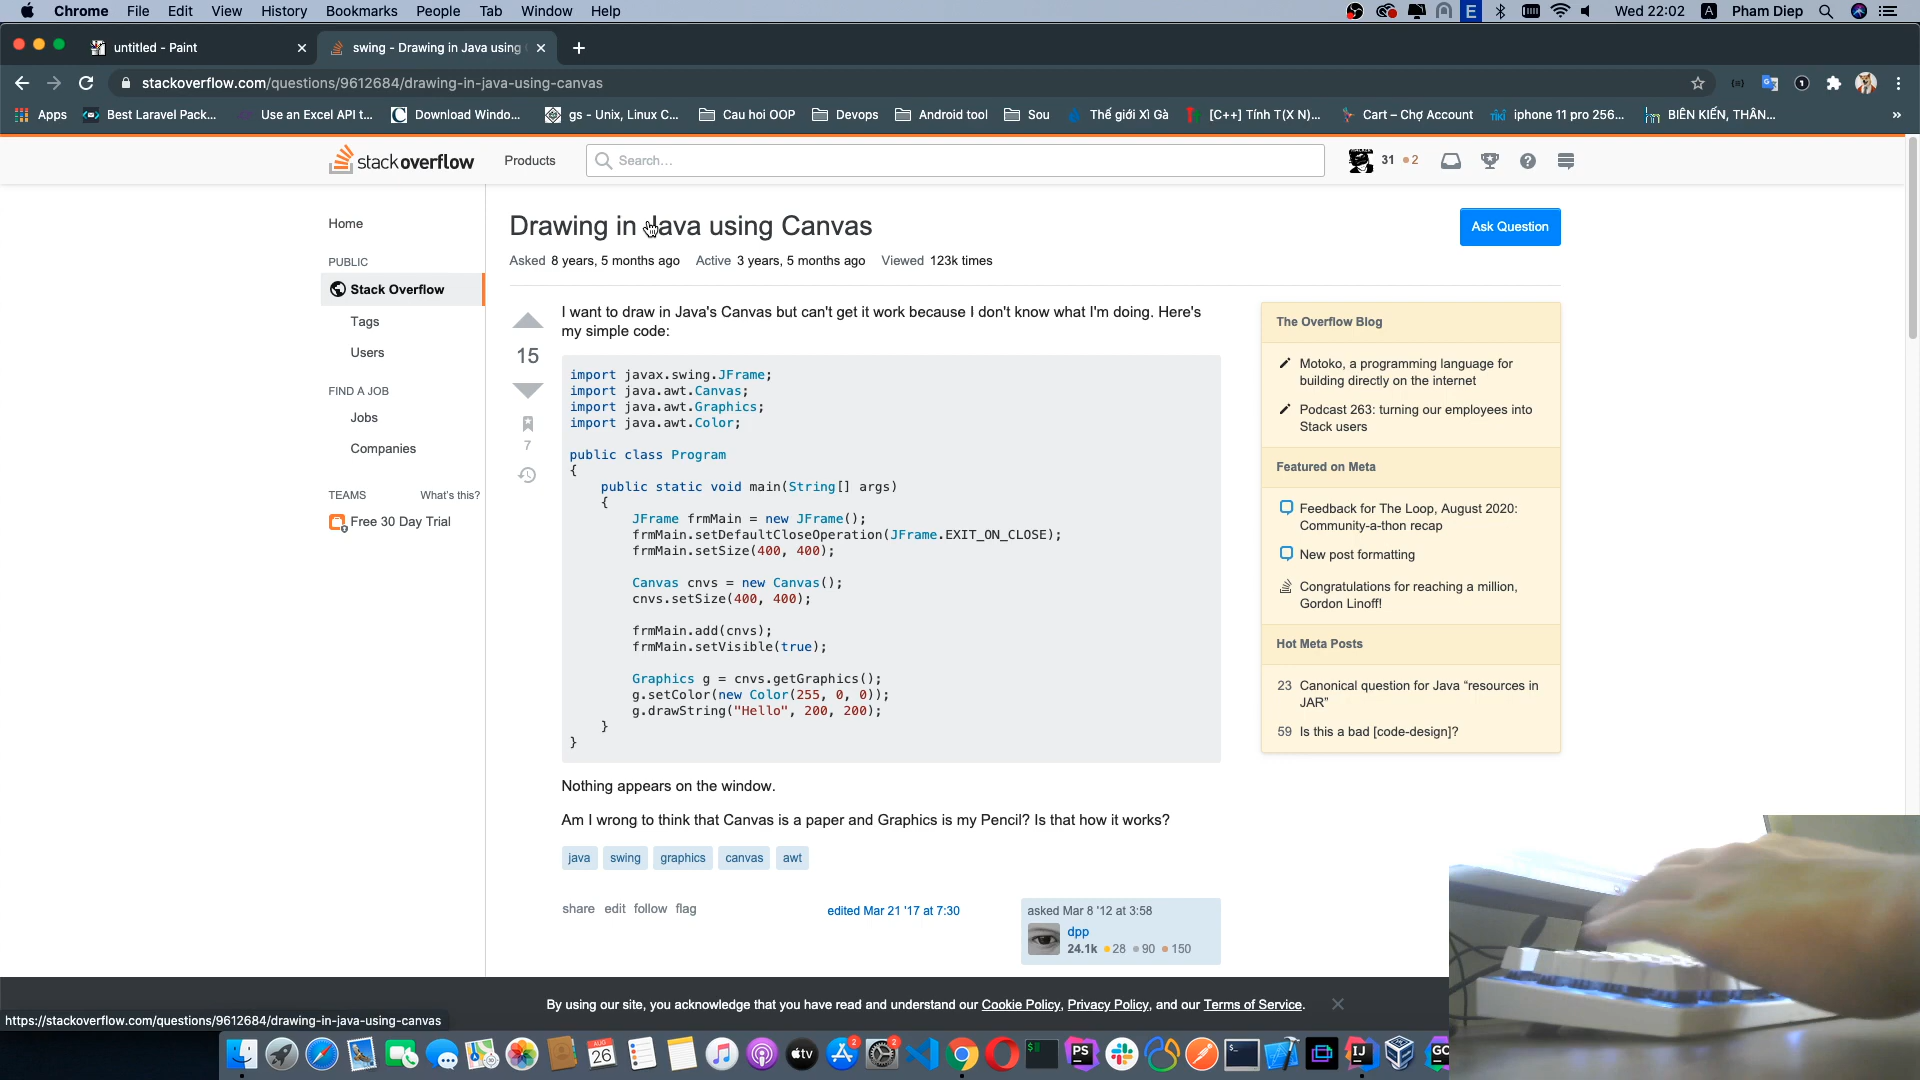 Chrome File Edit View History Bookmarks People Tab Window Help
E Wed 22:02 A Pham Diep
untitled - Paint
swing - Drawing in Java using
stackoverflow.com/questions/9612684/drawing-in-java-using-canvas
Apps Best Laravel Pack... Use an Excel API t... Download Windo... gs - Unix, Linux C... Cau hoi OOP Devops Android tool Sou Thế giới Xì Gà [C++] Tính T(X N)... Cart – Chợ Account iphone 11 pro 256... BIÊN KIẾN, THÂN... »
stackoverflow Products Search... 31 2
Home
PUBLIC
Stack Overflow
Tags
Users
FIND A JOB
Jobs
Companies
TEAMS What's this?
Free 30 Day Trial
Drawing in Java using Canvas
Ask Question
Asked 8 years, 5 months ago Active 3 years, 5 months ago Viewed 123k times
15
7
I want to draw in Java's Canvas but can't get it work because I don't know what I'm doing. Here's
my simple code:
import javax.swing.JFrame;
import java.awt.Canvas;
import java.awt.Graphics;
import java.awt.Color;
public class Program
{
public static void main(String[] args)
{
JFrame frmMain = new JFrame();
frmMain.setDefaultCloseOperation(JFrame.EXIT_ON_CLOSE);
frmMain.setSize(400, 400);
Canvas cnvs = new Canvas();
cnvs.setSize(400, 400);
frmMain.add(cnvs);
frmMain.setVisible(true);
Graphics g = cnvs.getGraphics();
g.setColor(new Color(255, 0, 0));
g.drawString("Hello", 200, 200);
}
}
Nothing appears on the window.
Am I wrong to think that Canvas is a paper and Graphics is my Pencil? Is that how it works?
java swing graphics canvas awt
share edit follow flag
edited Mar 21 '17 at 7:30
asked Mar 8 '12 at 3:58
dpp
24.1k 28 90 150
The Overflow Blog
Motoko, a programming language for
building directly on the internet
Podcast 263: turning our employees into
Stack users
Featured on Meta
Feedback for The Loop, August 2020:
Community-a-thon recap
New post formatting
Congratulations for reaching a million,
Gordon Linoff!
Hot Meta Posts
23 Canonical question for Java “resources in
JAR”
59 Is this a bad [code-design]?
By using our site, you acknowledge that you have read and understand our Cookie Policy, Privacy Policy, and our Terms of Service.
https://stackoverflow.com/questions/9612684/drawing-in-java-using-canvas
AUG
26
tv
2
2
PS
IJ
GO